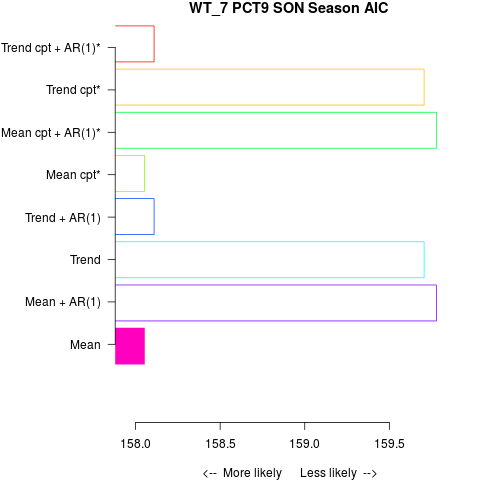 WT_7 PCT9 SON Season AIC
Trend cpt + AR(1)*
Trend cpt*
Mean cpt + AR(1)*
Mean cpt*
Trend + AR(1)
Trend
Mean + AR(1)
Mean
158.0 158.5 159.0 159.5
<-- More likely Less likely -->